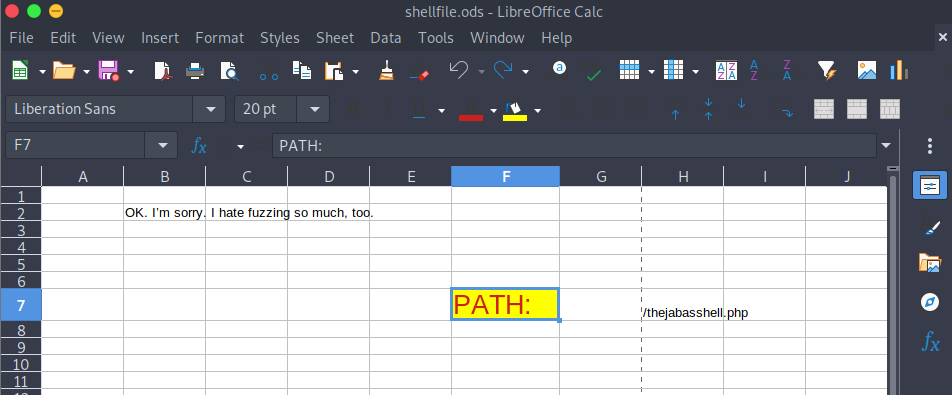 shellfile.ods - LibreOffice Calc
File Edit View Insert Format Styles Sheet Data Tools Window Help
Liberation Sans 20 pt
F7 fx PATH:
A B C D E F G H I J
1
2 OK. I'm sorry. I hate fuzzing so much, too.
3
4
5
6
7 PATH: /thejabasshell.php
8
9
10
11